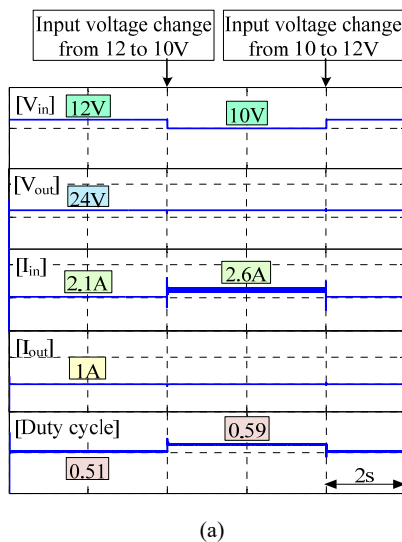 Input voltage change from 12 to 10V
Input voltage change from 10 to 12V
[Vin]
12V
10V
[Vout]
24V
[Iin]
2.1A
2.6A
[Iout]
1A
[Duty cycle]
0.59
0.51
2s
(a)